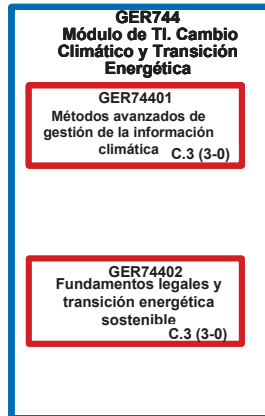 GER744
Módulo de TI. Cambio
Climático y Transición
Energética
GER74401
Métodos avanzados de
gestión de la información
climática C.3 (3-0)
GER74402
Fundamentos legales y
transición energética
sostenible
C.3 (3-0)